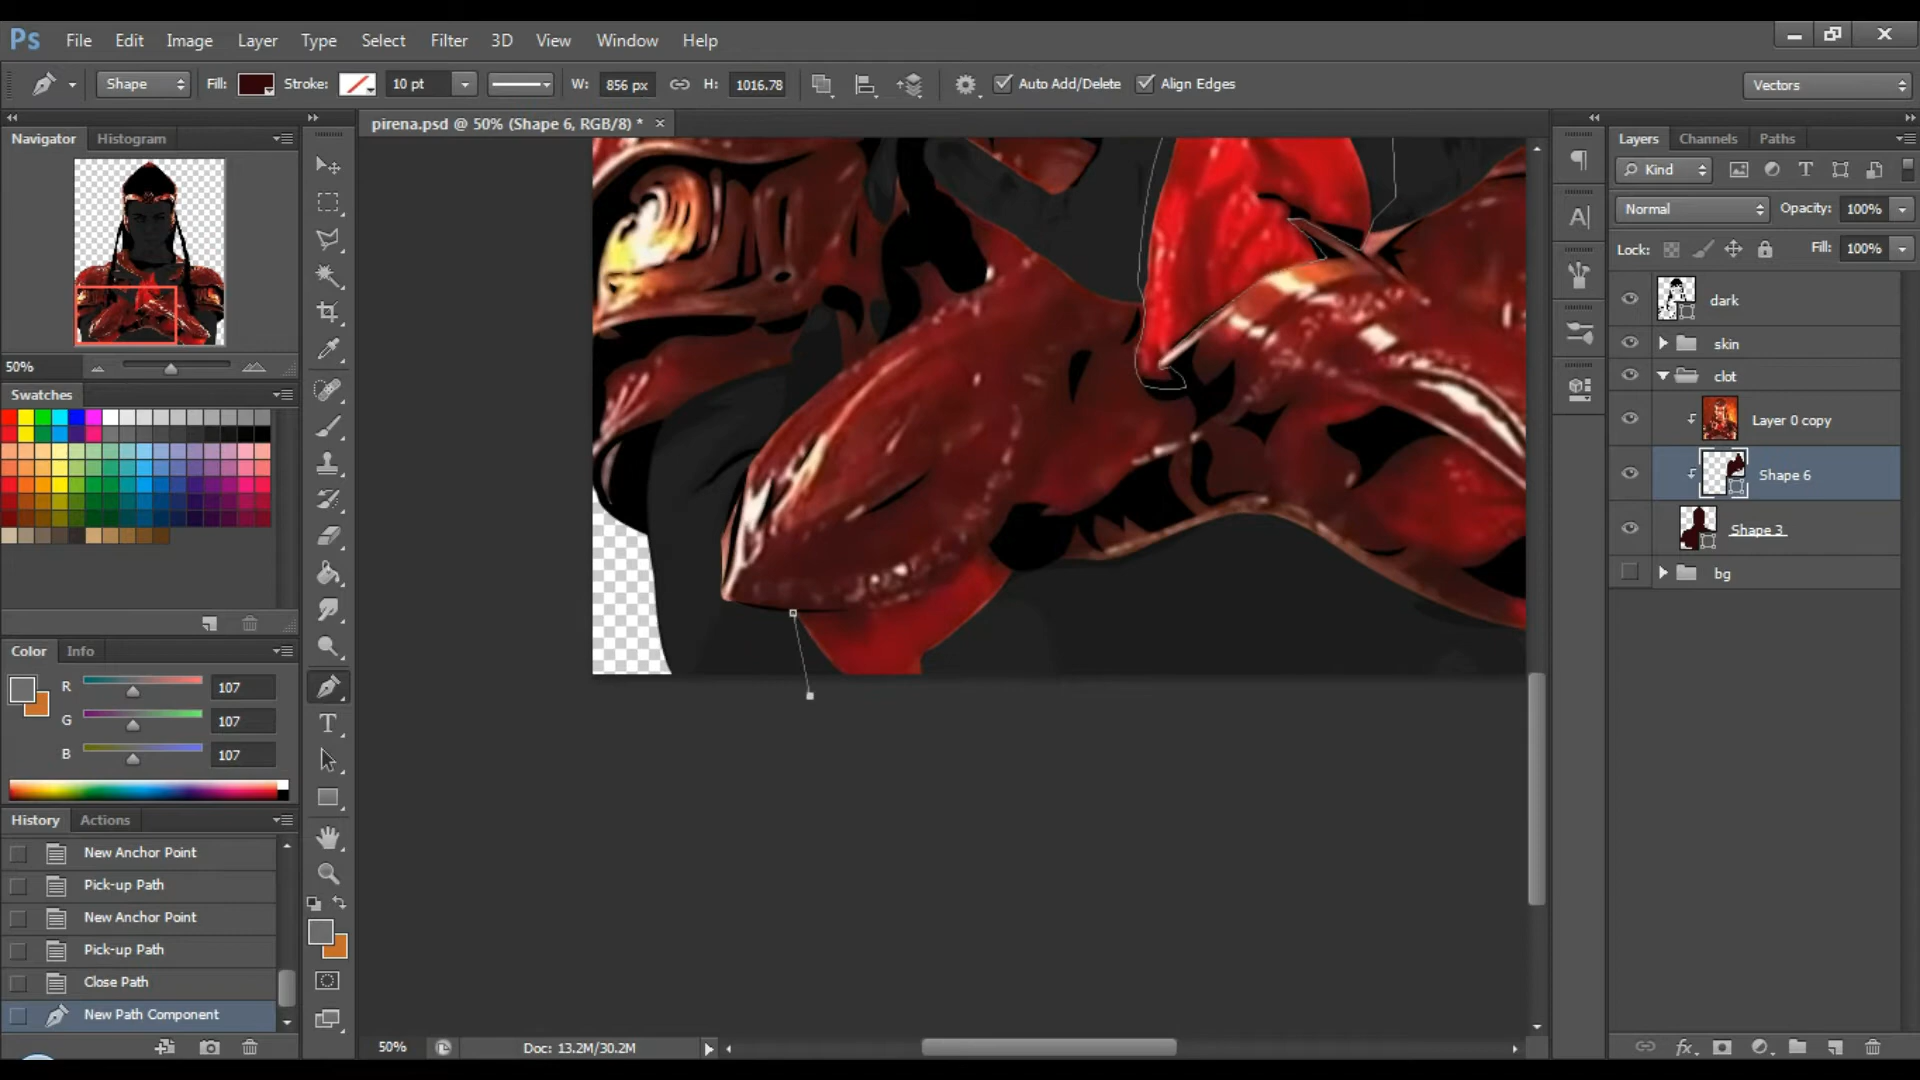 Ps File Edit Image Layer Type Select Filter 3D View Window Help
Shape Fill: Stroke: 10 pt W: 856 px H: 1016.78 Auto Add/Delete Align Edges Vectors
pirena.psd @ 50% (Shape 6, RGB/8) * ×
Navigator Histogram
50%
Swatches
Color Info
R 107
G 107
B 107
History Actions
New Anchor Point
Pick-up Path
New Anchor Point
Pick-up Path
Close Path
New Path Component
T
50% Doc: 13.2M/30.2M
A
Layers Channels Paths
Kind T
Normal Opacity: 100%
Lock: Fill: 100%
dark
skin
clot
Layer 0 copy
Shape 6
Shape 3
bg
fx